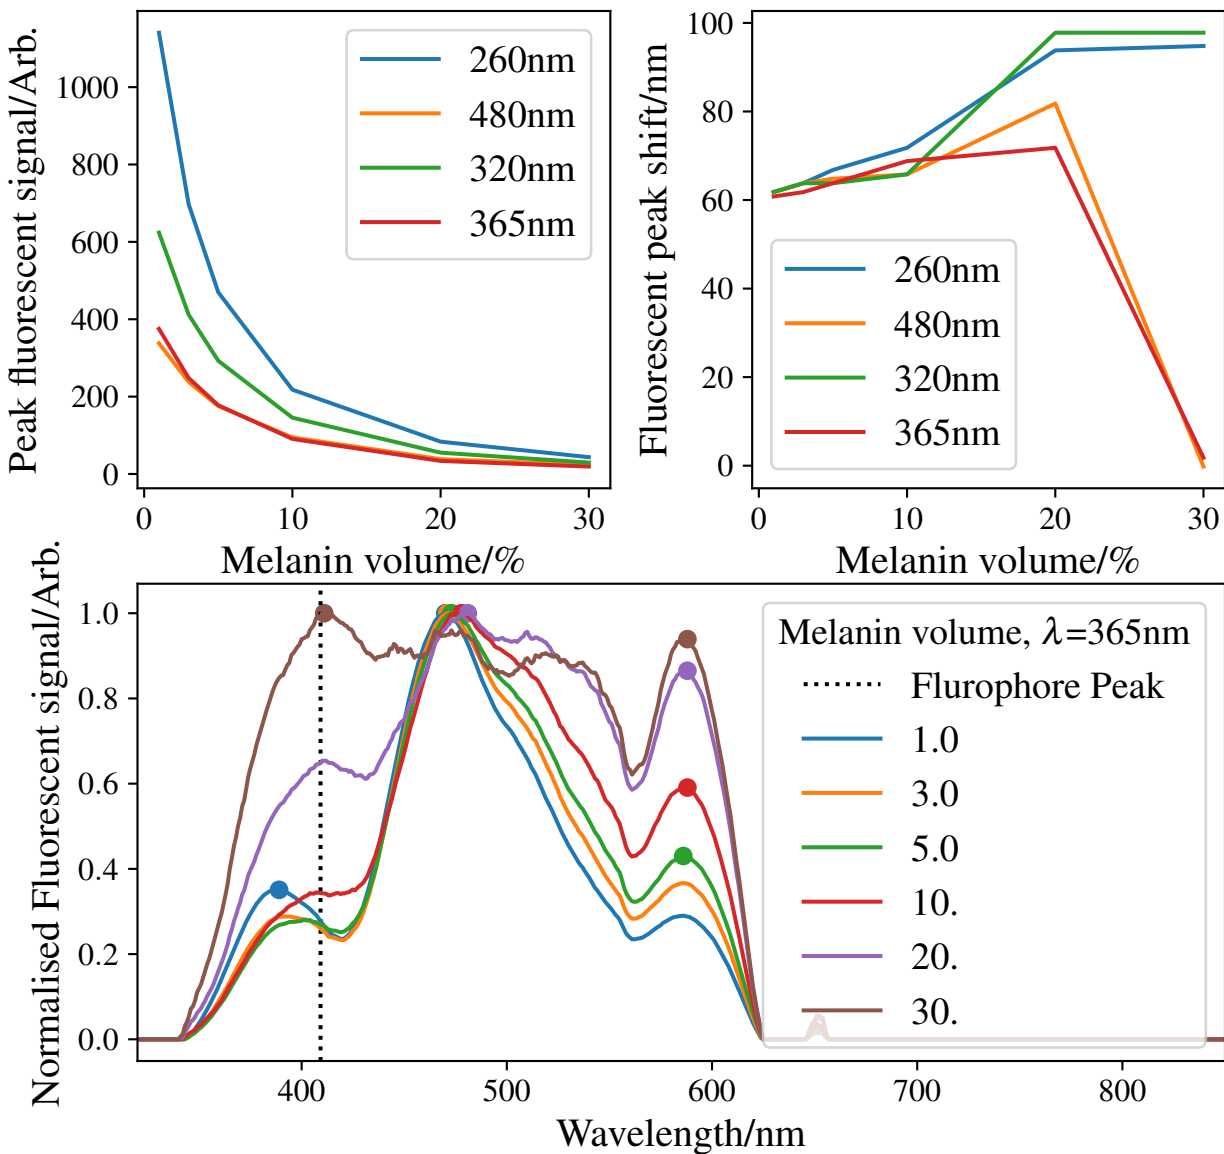 Peak fluorescent signal/Arb.
1000
800
600
400
200
0
0 10 20 30
Melanin volume/%
260nm
480nm
320nm
365nm
Fluorescent peak shift/nm
100
80
60
40
20
0
0 10 20 30
Melanin volume/%
260nm
480nm
320nm
365nm
Normalised Fluorescent signal/Arb.
1.0
0.8
0.6
0.4
0.2
0.0
400 500 600 700 800
Wavelength/nm
Melanin volume, λ=365nm
Flurophore Peak
1.0
3.0
5.0
10.
20.
30.